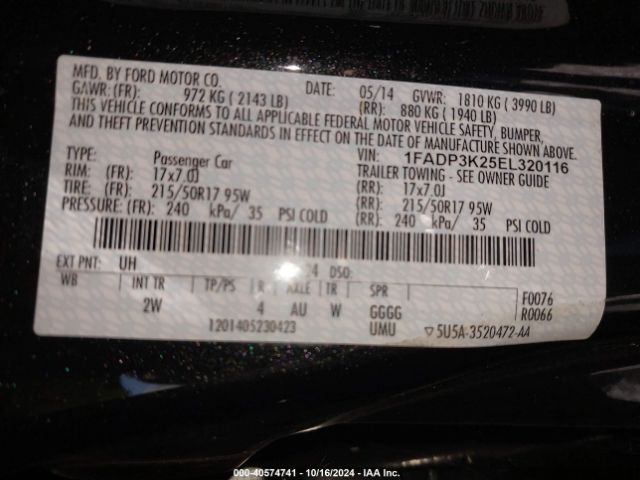 MFD. BY FORD MOTOR CO. DATE: 05/14 GVWR: 1810 KG ( 3990 LB)
GAWR: (FR): 972 KG ( 2143 LB) (RR): 880 KG ( 1940 LB)
THIS VEHICLE CONFORMS TO ALL APPLICABLE FEDERAL MOTOR VEHICLE SAFETY, BUMPER,
AND THEFT PREVENTION STANDARDS IN EFFECT ON THE DATE OF MANUFACTURE SHOWN ABOVE.
TYPE: Passenger Car VIN: 1FADP3K25EL320116
TRAILER TOWING - SEE OWNER GUIDE
RIM: (FR): 17x7.0J (RR): 17x7.0J
TIRE: (FR): 215/50R17 95W (RR): 215/50R17 95W
PRESSURE: (FR): 240 kPa/ 35 PSI COLD (RR): 240 kPa/ 35 PSI COLD
EXT PNT: UH 24 DSO:
WB INT TR TP/PS R AXLE TR SPR
2W 4 AU W GGGG
UMU
F0076
R0066
1201405230423
▽5U5A-3520472-AA
000-40574741 | 10/16/2024 | IAA Inc.